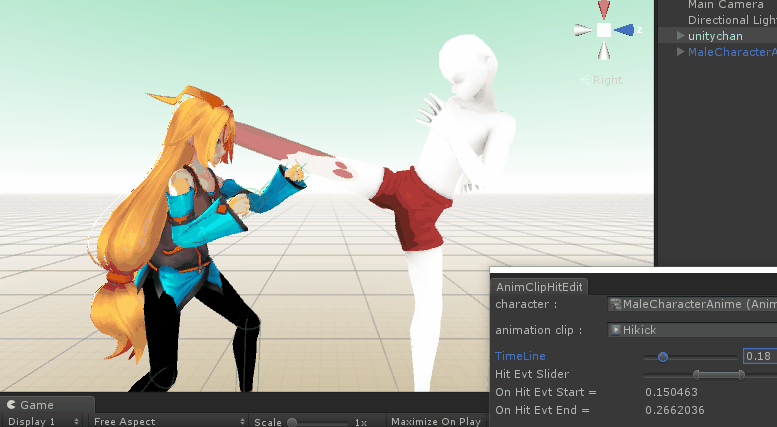 Main Camera
Directional Ligh
unitychan
MaleCharacterA
z
Right
AnimClipHitEdit
character :
MaleCharacterAnime (Anim
animation clip :
Hikick
TimeLine
0.18
Hit Evt Slider
On Hit Evt Start =
0.150463
On Hit Evt End =
0.2662036
Game
Display 1
Free Aspect
Scale
1x
Maximize On Play